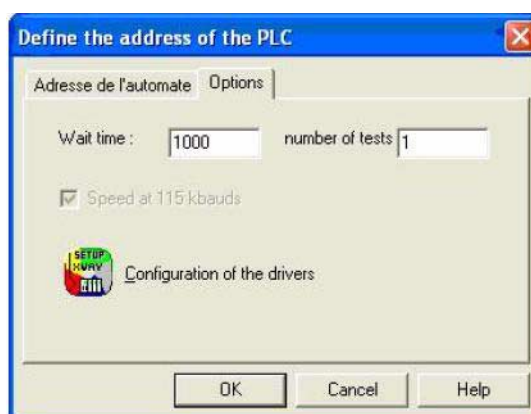 Define the address of the PLC
Adresse de l'automate Options
Wait time : 1000 number of tests 1
Speed at 115 kbauds
SETUP
XWAY
Configuration of the drivers
OK Cancel Help